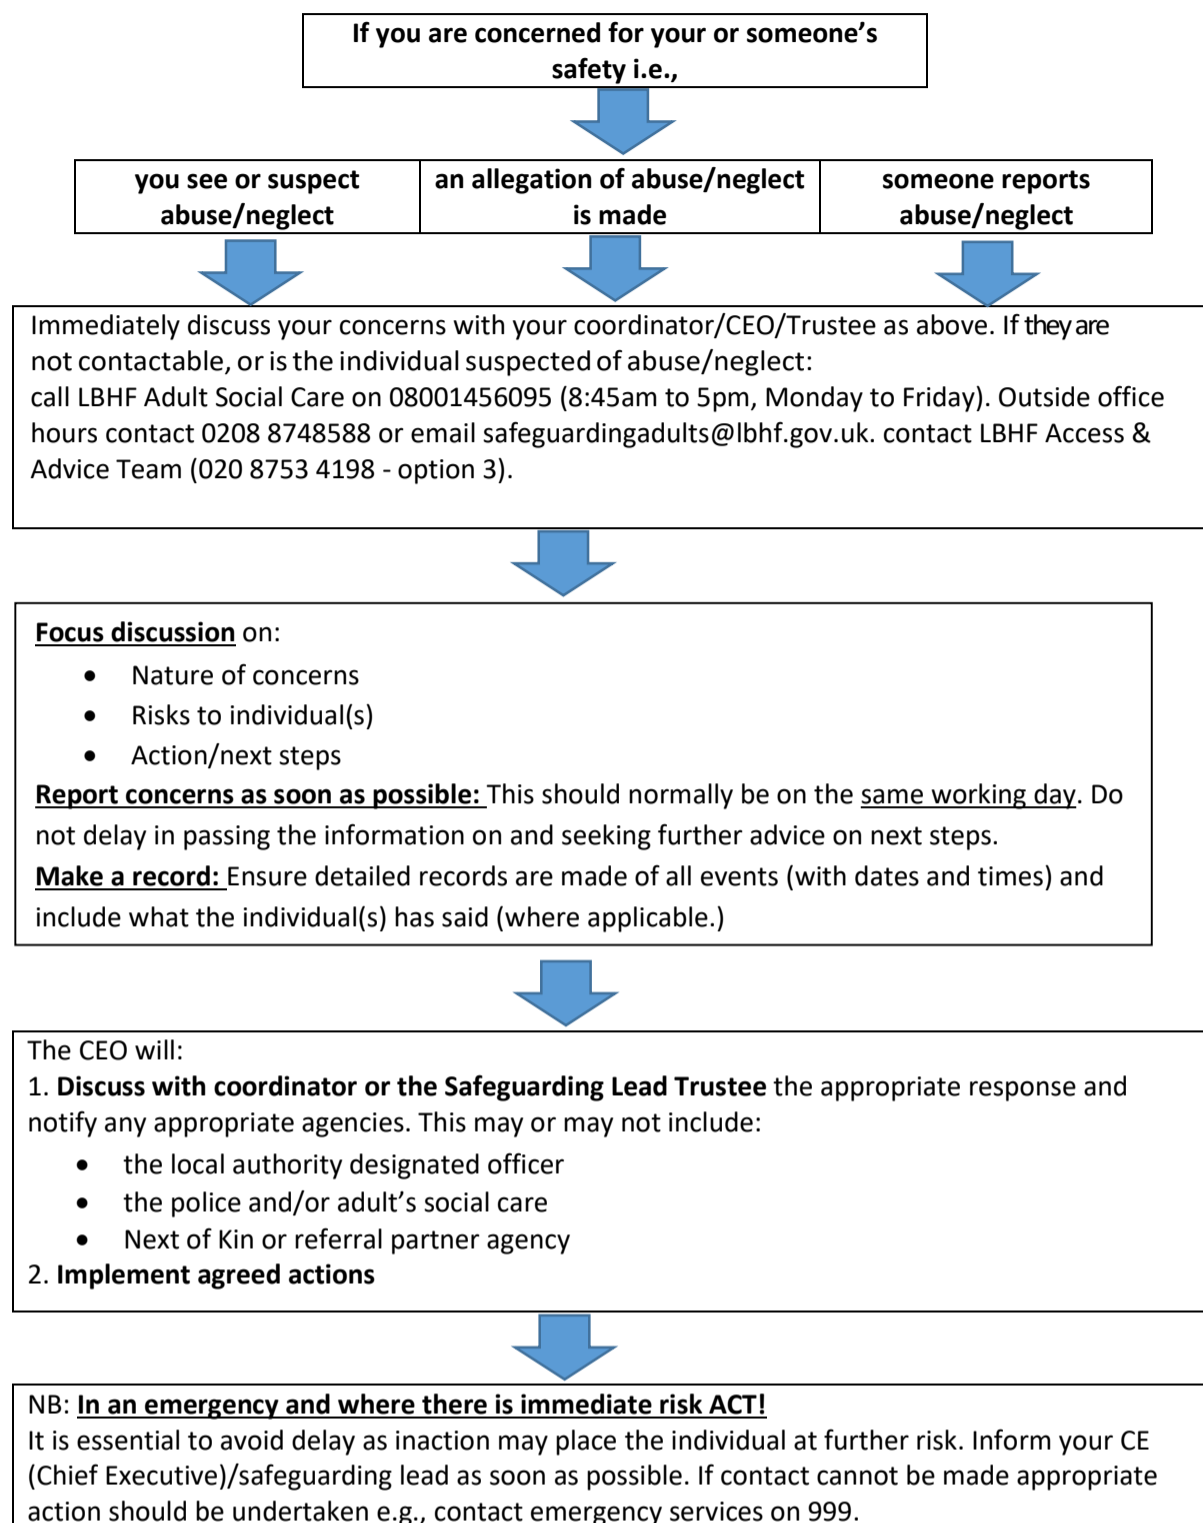 If you are concerned for your or someone’s
safety i.e.,
you see or suspect
abuse/neglect
an allegation of abuse/neglect
is made
someone reports
abuse/neglect
Immediately discuss your concerns with your coordinator/CEO/Trustee as above. If they are
not contactable, or is the individual suspected of abuse/neglect:
call LBHF Adult Social Care on 08001456095 (8:45am to 5pm, Monday to Friday). Outside office
hours contact 0208 8748588 or email safeguardingadults@lbhf.gov.uk. contact LBHF Access &
Advice Team (020 8753 4198 - option 3).
Focus discussion on:
• Nature of concerns
• Risks to individual(s)
• Action/next steps
Report concerns as soon as possible: This should normally be on the same working day. Do
not delay in passing the information on and seeking further advice on next steps.
Make a record: Ensure detailed records are made of all events (with dates and times) and
include what the individual(s) has said (where applicable.)
The CEO will:
1. Discuss with coordinator or the Safeguarding Lead Trustee the appropriate response and
notify any appropriate agencies. This may or may not include:
• the local authority designated officer
• the police and/or adult’s social care
• Next of Kin or referral partner agency
2. Implement agreed actions
NB: In an emergency and where there is immediate risk ACT!
It is essential to avoid delay as inaction may place the individual at further risk. Inform your CE
(Chief Executive)/safeguarding lead as soon as possible. If contact cannot be made appropriate
action should be undertaken e.g., contact emergency services on 999.